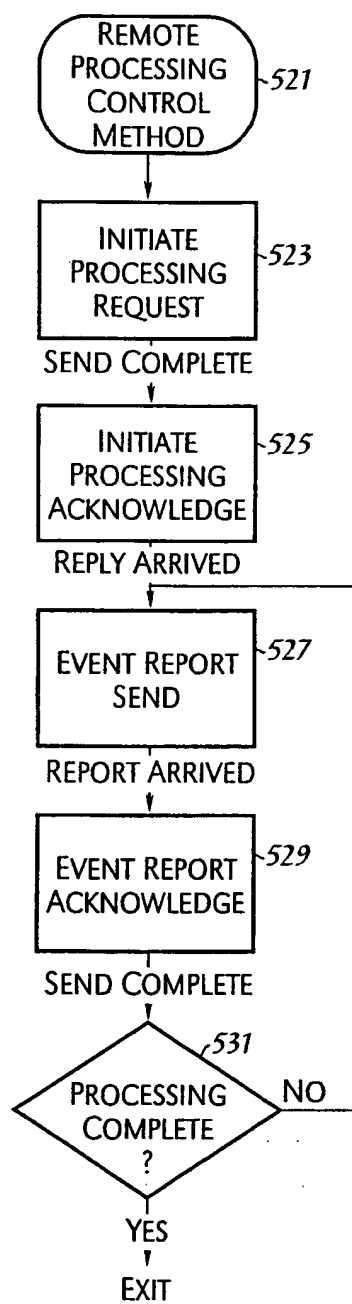 REMOTE
PROCESSING
CONTROL
METHOD
521
INITIATE
PROCESSING
REQUEST
523
SEND COMPLETE
INITIATE
PROCESSING
ACKNOWLEDGE
525
REPLY ARRIVED
EVENT REPORT
SEND
527
REPORT ARRIVED
EVENT REPORT
ACKNOWLEDGE
529
SEND COMPLETE
531
PROCESSING
COMPLETE
?
NO
YES
EXIT